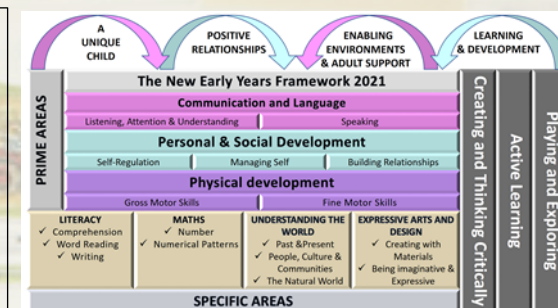 A
UNIQUE
CHILD
POSITIVE
RELATIONSHIPS
ENABLING
ENVIRONMENTS
& ADULT SUPPORT
LEARNING
& DEVELOPMENT
PRIME AREAS
The New Early Years Framework 2021
Communication and Language
Listening, Attention & Understanding
Speaking
Personal & Social Development
Self-Regulation
Managing Self
Building Relationships
Physical development
Gross Motor Skills
Fine Motor Skills
LITERACY
✓ Comprehension
✓ Word Reading
✓ Writing
MATHS
✓ Number
✓ Numerical Patterns
UNDERSTANDING THE
WORLD
✓ Past &Present
✓ People, Culture &
Communities
✓ The Natural World
EXPRESSIVE ARTS AND
DESIGN
✓ Creating with
Materials
✓ Being imaginative &
Expressive
SPECIFIC AREAS
Creating and Thinking Critically
Active Learning
Playing and Exploring